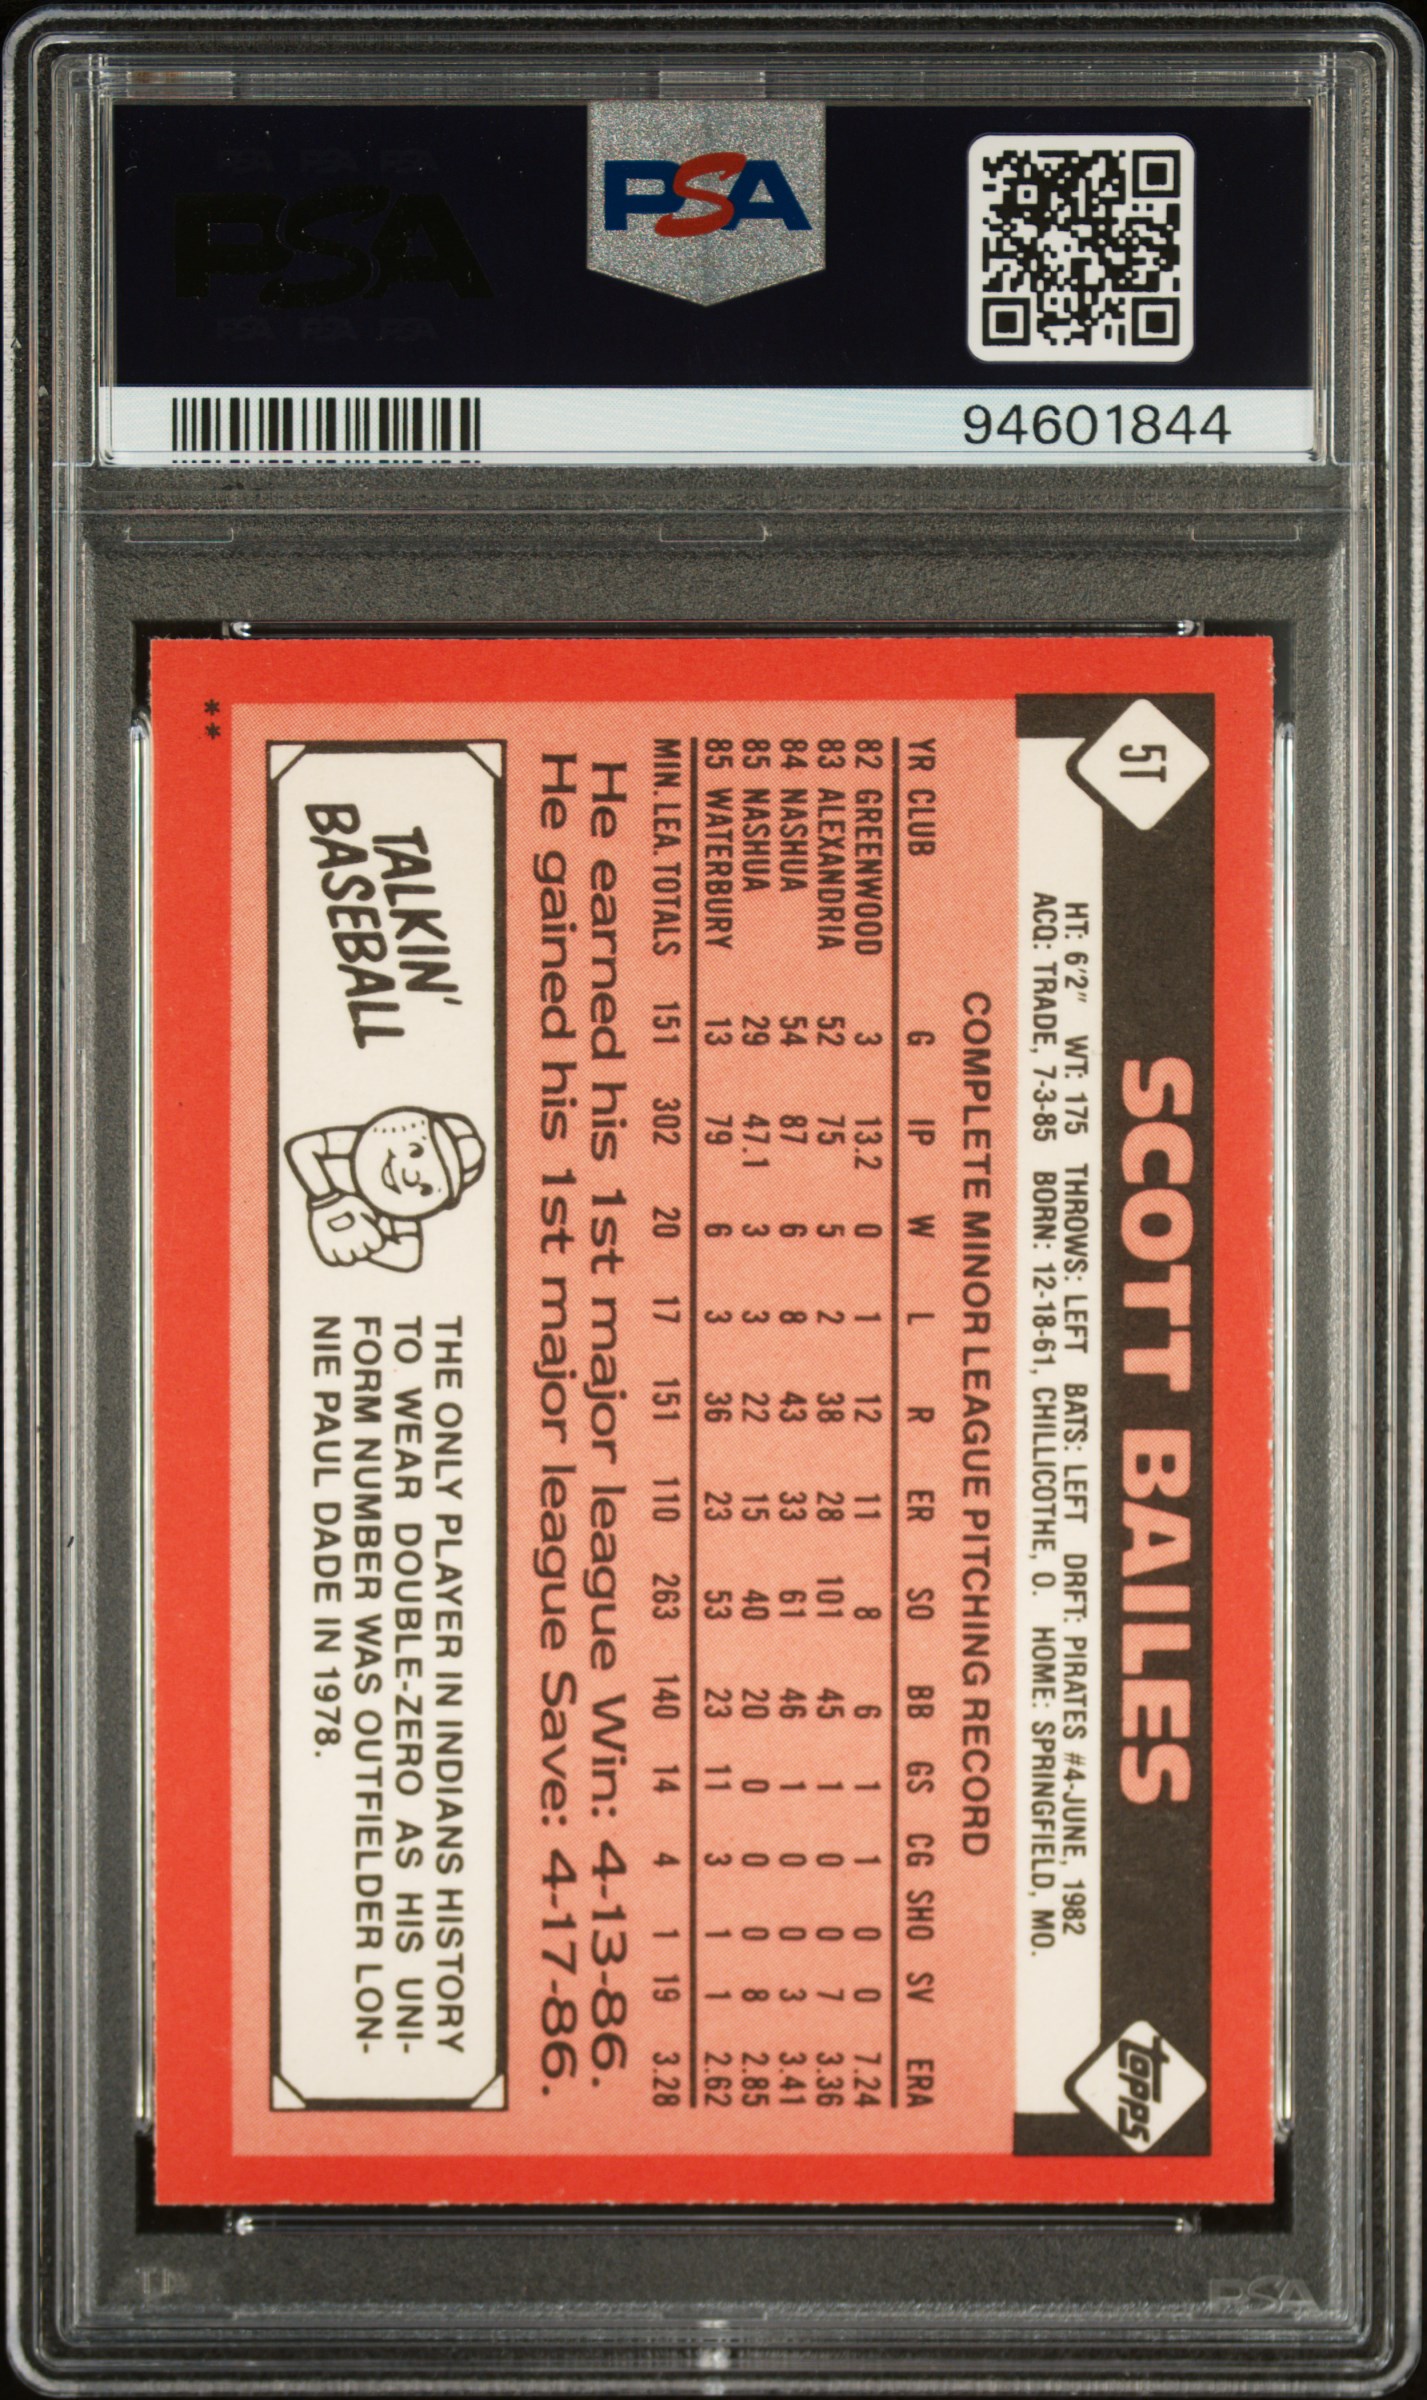 PSA PSA PSA
PSA
PSA PSA PSA
PSA
94601844
5T
SCOTT BAILES
topps
HT: 6'2" WT: 175 THROWS: LEFT BATS: LEFT DRFT: PIRATES #4-JUNE, 1982
ACQ: TRADE, 7-3-85 BORN: 12-18-61, CHILLICOTHE, O. HOME: SPRINGFIELD, MO.
COMPLETE MINOR LEAGUE PITCHING RECORD
YR CLUB G IP W L R ER SO BB GS CG SHO SV ERA
82 GREENWOOD 3 13.2 0 1 12 11 8 6 1 1 0 0 7.24
83 ALEXANDRIA 52 75 5 2 38 28 101 45 1 0 0 7 3.36
84 NASHUA 54 87 6 8 43 33 61 46 1 0 0 3 3.41
85 NASHUA 29 47.1 3 3 22 15 40 20 0 0 0 8 2.85
85 WATERBURY 13 79 6 3 36 23 53 23 11 3 1 1 2.62
MIN. LEA. TOTALS 151 302 20 17 151 110 263 140 14 4 1 19 3.28
He earned his 1st major league Win: 4-13-86.
He gained his 1st major league Save: 4-17-86.
TALKIN'
BASEBALL
THE ONLY PLAYER IN INDIANS HISTORY
TO WEAR DOUBLE-ZERO AS HIS UNI-
FORM NUMBER WAS OUTFIELDER LON-
NIE PAUL DADE IN 1978.
**
PSA